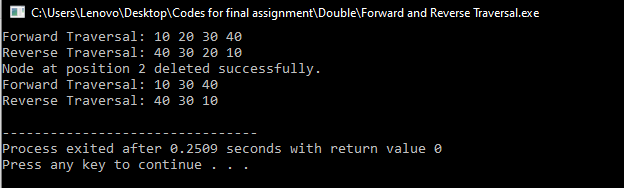 C:\Users\Lenovo\Desktop\Codes for final assignment\Double\Forward and Reverse Traversal.exe
Forward Traversal: 10 20 30 40
Reverse Traversal: 40 30 20 10
Node at position 2 deleted successfully.
Forward Traversal: 10 30 40
Reverse Traversal: 40 30 10
--------------------------------
Process exited after 0.2509 seconds with return value 0
Press any key to continue . . .